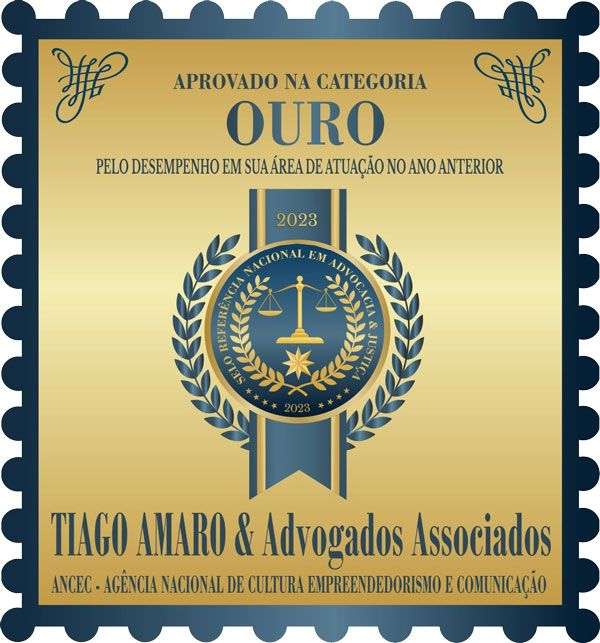 APROVADO NA CATEGORIA
OURO
PELO DESEMPENHO EM SUA ÁREA DE ATUAÇÃO NO ANO ANTERIOR
2023
SELO REFERÊNCIA NACIONAL EM ADVOCACIA & JUSTIÇA
2023
TIAGO AMARO & Advogados Associados
ANCEC - AGÊNCIA NACIONAL DE CULTURA EMPREENDEDORISMO E COMUNICAÇÃO